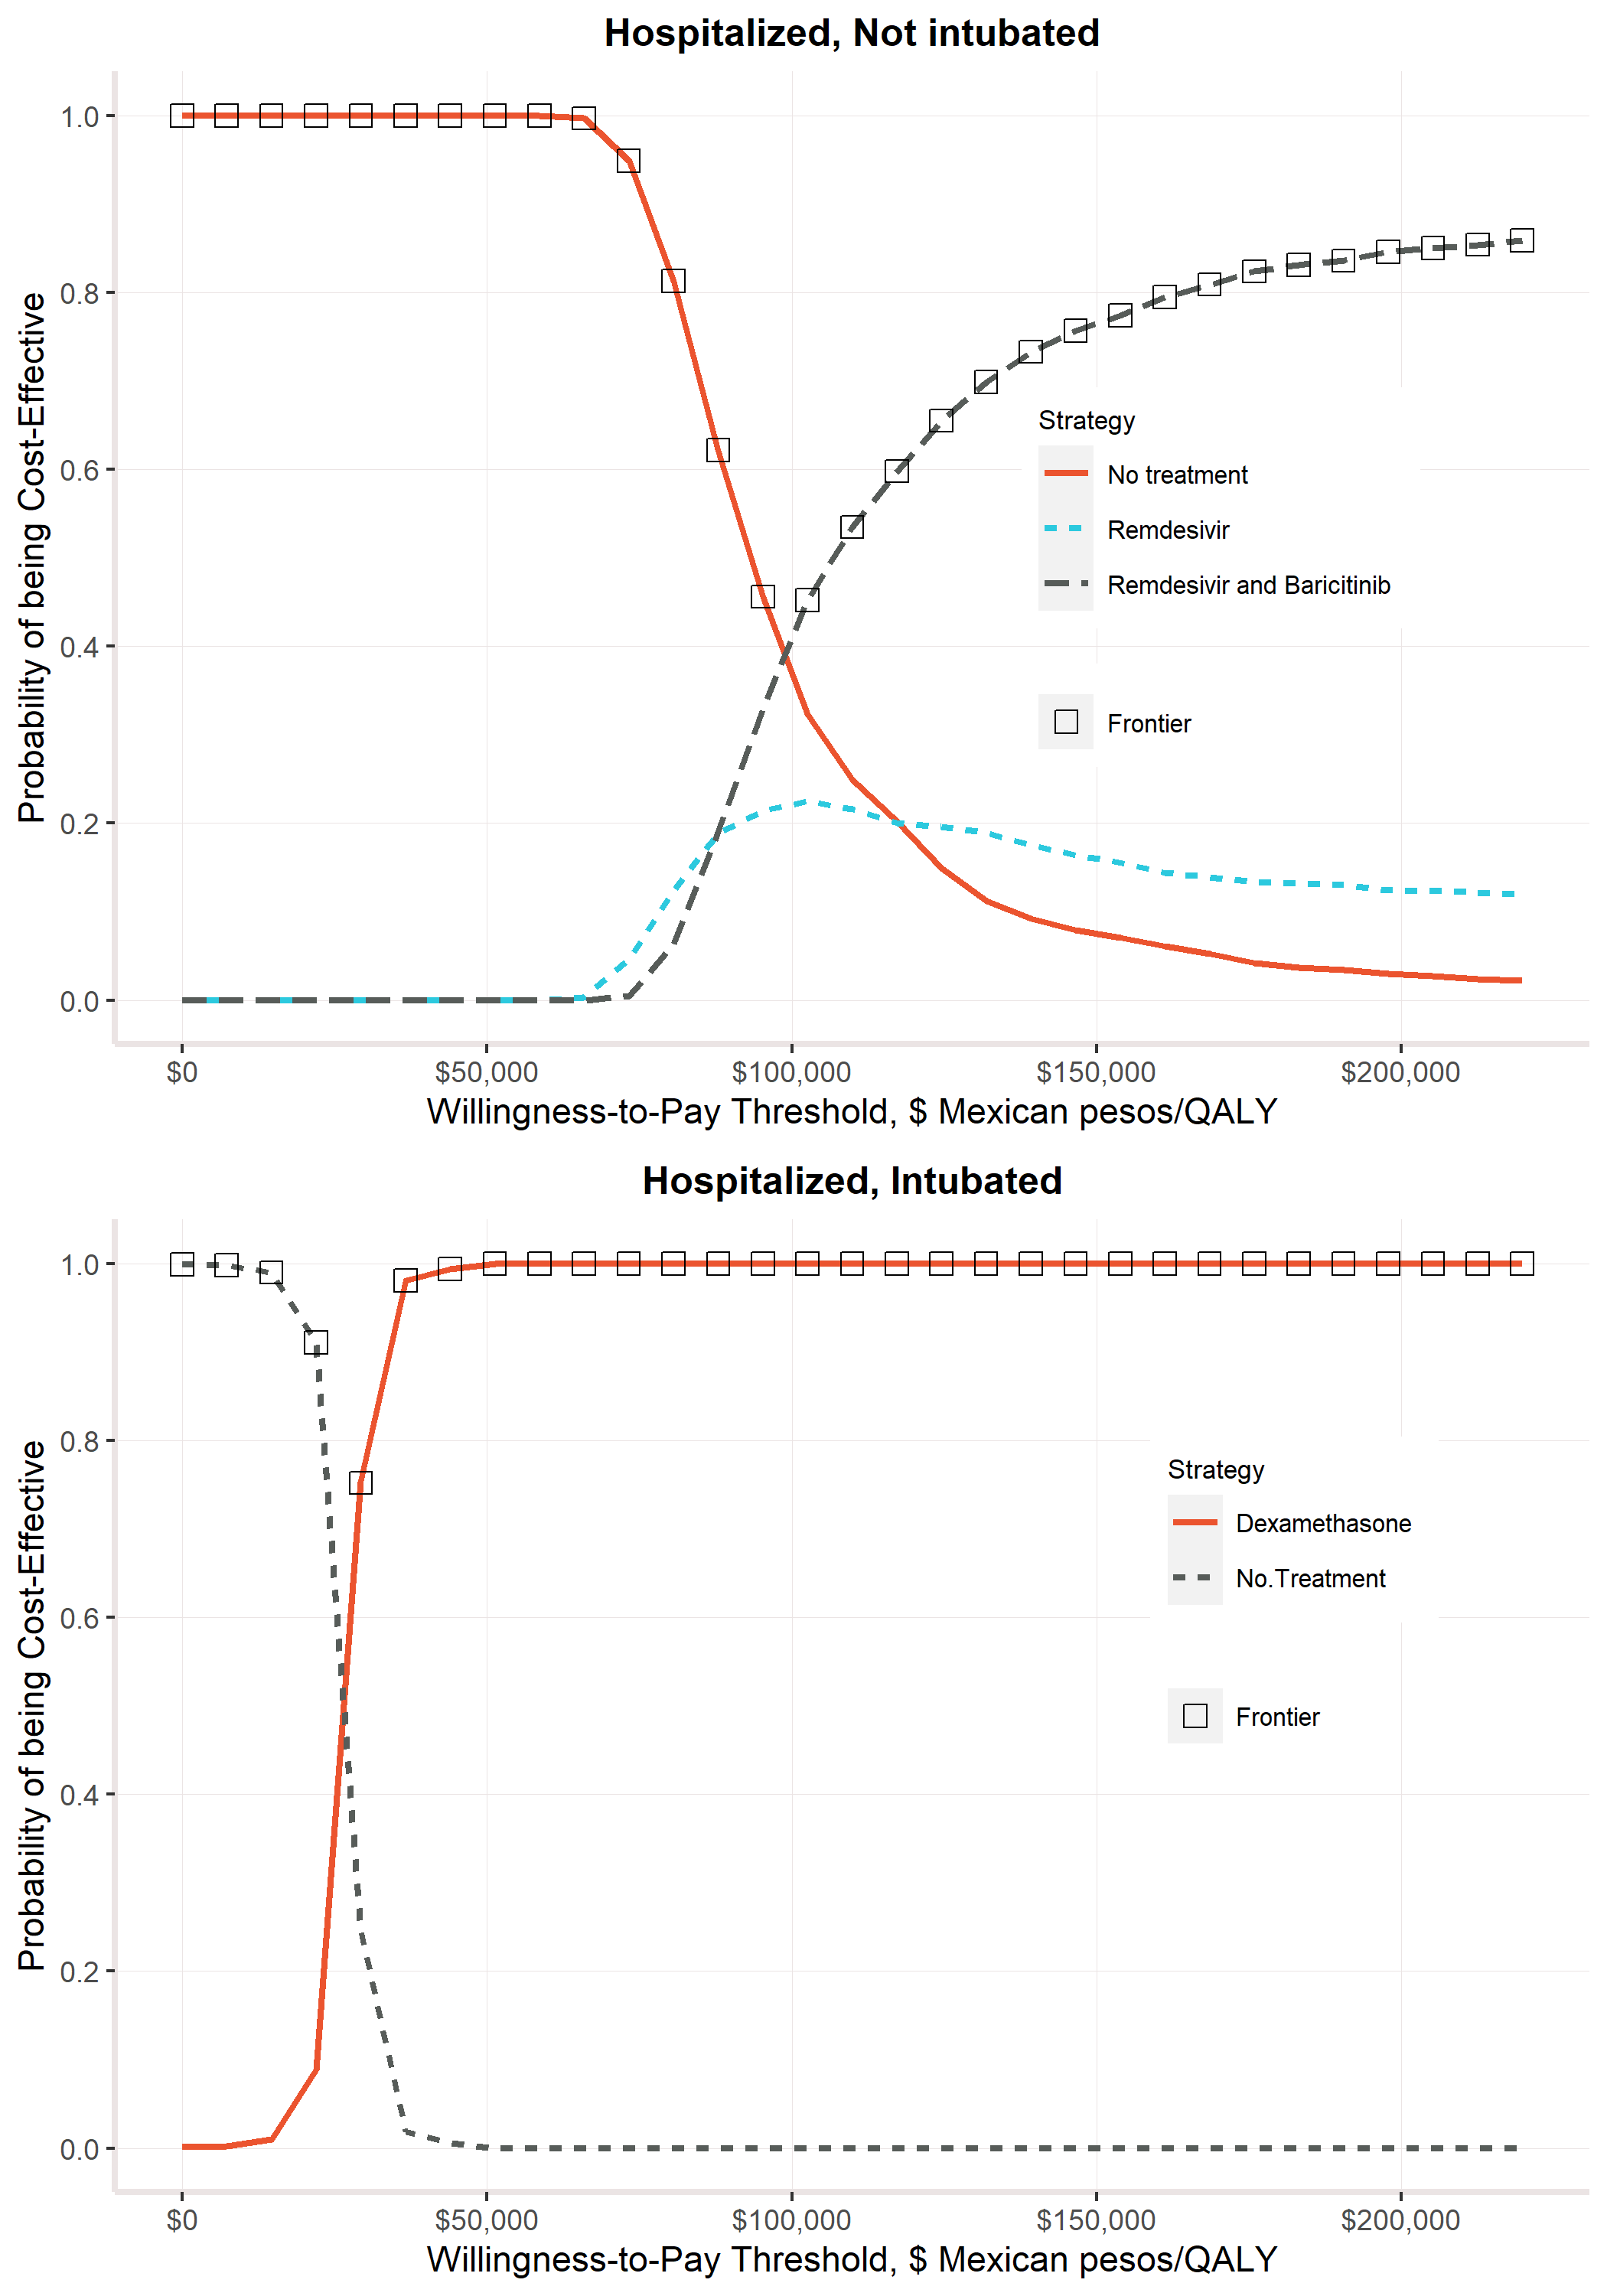 Hospitalized, Not intubated
Probability of being Cost-Effective
1.0
0.8
0.6
0.4
0.2
0.0
Strategy
No treatment
Remdesivir
Remdesivir and Baricitinib
Frontier
$0 $50,000 $100,000 $150,000 $200,000
Willingness-to-Pay Threshold, $ Mexican pesos/QALY
Hospitalized, Intubated
Probability of being Cost-Effective
1.0
0.8
0.6
0.4
0.2
0.0
Strategy
Dexamethasone
No.Treatment
Frontier
$0 $50,000 $100,000 $150,000 $200,000
Willingness-to-Pay Threshold, $ Mexican pesos/QALY